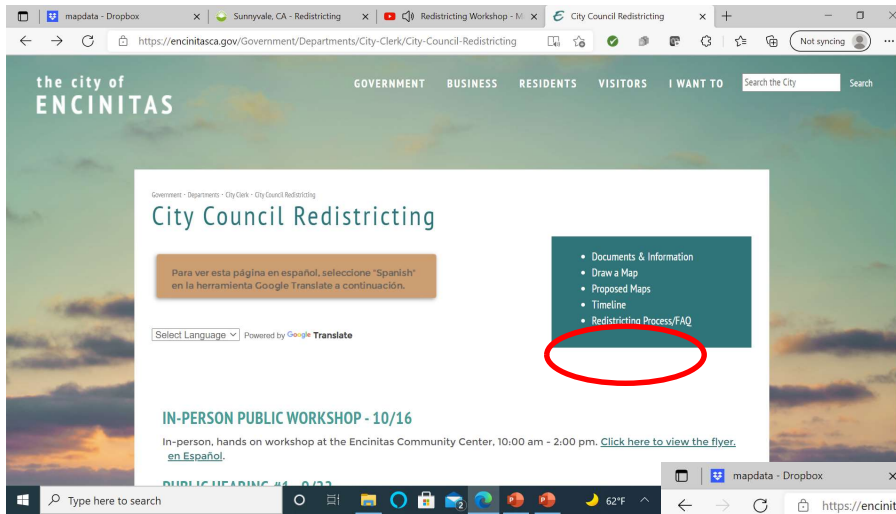 mapdata - Dropbox
Sunnyvale, CA - Redistricting
Redistricting Workshop - M
City Council Redistricting
https://encinitasca.gov/Government/Departments/City-Clerk/City-Council-Redistricting
Not syncing
the city of
ENCINITAS
GOVERNMENT BUSINESS RESIDENTS VISITORS I WANT TO
Search the City
Search
Government - Departments - City Clerk - City Council Redistricting
City Council Redistricting
Para ver esta página en español, seleccione "Spanish"
en la herramienta Google Translate a continuación.
• Documents & Information
• Draw a Map
• Proposed Maps
• Timeline
• Redistricting Process/FAQ
Select Language Powered by Google Translate
IN-PERSON PUBLIC WORKSHOP - 10/16
In-person, hands on workshop at the Encinitas Community Center, 10:00 am - 2:00 pm. Click here to view the flyer.
en Español.
PUBLIC HEARING #1 - 9/22
Type here to search
2
62°F
mapdata - Dropbox
https://encinit